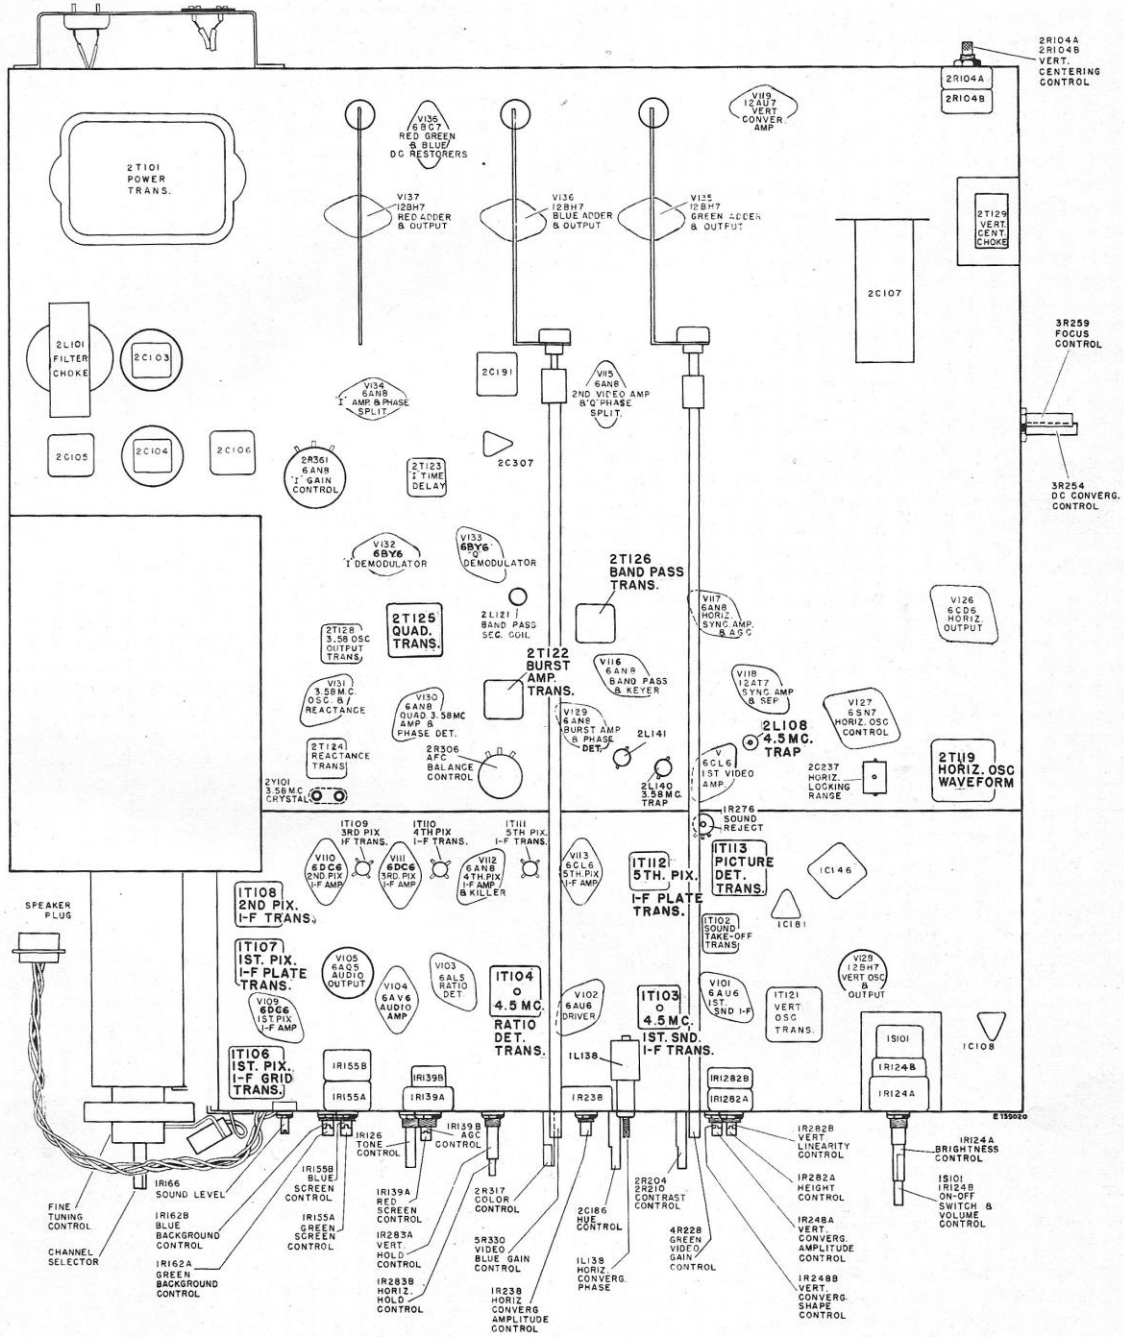 2R104A
2R104B
VERT.
CENTERING
CONTROL
2R104A
2R104B
V119
12AU7
VERT
CONVER.
AMP
V136
6BC7
RED GREEN
& BLUE
DC RESTORERS
2T101
POWER
TRANS.
V137
12BH7
RED ADDER
& OUTPUT
V136
12BH7
BLUE ADDER
& OUTPUT
V135
12BH7
GREEN ADDER
& OUTPUT
2T129
VERT.
CENT.
CHOKE
2C107
2L101
FILTER
CHOKE
2C103
3R259
FOCUS
CONTROL
V134
6AN8
'I' AMP. & PHASE
SPLIT.
2C191
V115
6AN8
2ND VIDEO AMP
& 'Q' PHASE
SPLIT.
2C105
2C104
2C106
2R361
6AN8
'I' GAIN
CONTROL
2T123
'I' TIME
DELAY
2C307
3R254
DC CONVERG.
CONTROL
V132
6BY6
'I' DEMODULATOR
V133
6BY6
'Q'
DEMODULATOR
2T126
BAND PASS
TRANS.
2L121
BAND PASS
SEC. COIL
V117
6AN8
HORIZ.
SYNC. AMP.
& AGC
V126
6CD6
HORIZ.
OUTPUT
2T128
3.58 OSC
OUTPUT
TRANS
2T125
QUAD.
TRANS.
2T122
BURST
AMP.
TRANS.
V116
6AN8
BAND PASS
& KEYER
V118
12AT7
SYNC AMP
& SEP
V131
3.58M.C.
OSC. &
REACTANCE
V130
6AN8
QUAD. 3.58MC
AMP &
PHASE DET.
V129
6AN8
BURST AMP
& PHASE
DET.
2L141
2L108
4.5 MC.
TRAP
V127
6SN7
HORIZ. OSC
CONTROL
2T124
REACTANCE
TRANS
2R306
AFC
BALANCE
CONTROL
2L140
3.58MC.
TRAP
V
6CL6
1ST VIDEO
AMP.
2C237
HORIZ.
LOCKING
RANGE
2T119
HORIZ. OSC
WAVEFORM
2Y101
3.58M.C
CRYSTAL
1R276
SOUND
REJECT
1T109
3RD PIX
IF TRANS.
1T110
4TH PIX
I-F TRANS.
1T111
5TH PIX.
I-F TRANS.
V110
6DC6
2ND PIX
I-F AMP
V111
6DC6
3RD. PIX
I-F AMP
V112
6AN8
4TH. PIX
I-F AMP
& KILLER
V113
6CL6
5TH. PIX
I-F AMP
1T112
5TH. PIX.
I-F PLATE
TRANS.
1T113
PICTURE
DET.
TRANS.
1C146
1T108
2ND PIX.
I-F TRANS.
SPEAKER
PLUG
1C181
1T102
SOUND
TAKE-OFF
TRANS
1T107
1ST. PIX.
I-F PLATE
TRANS.
V105
6AQ5
AUDIO
OUTPUT
V104
6AV6
AUDIO
AMP
V103
6AL5
RATIO
DET.
1T104
4.5 MC.
RATIO
DET.
TRANS.
V102
6AU6
DRIVER
1T103
4.5 MC.
1ST. SND.
I-F TRANS.
V101
6AU6
1ST.
SND I-F
1T121
VERT
OSC
TRANS.
V128
12BH7
VERT OSC
&
OUTPUT
V109
6DC6
1ST. PIX
I-F AMP
1T106
1ST. PIX.
I-F GRID
TRANS.
1L138
1S101
1R124B
1R124A
1C108
1R155B
1R155A
1R139B
1R139A
1R238
1R1282B
1R1282A
E 155020
1R166
SOUND LEVEL
1R155B
BLUE
SCREEN
CONTROL
1R126
TONE
CONTROL
1R139B
AGC
CONTROL
1R282B
VERT
LINEARITY
CONTROL
1R124A
BRIGHTNESS
CONTROL
FINE
TUNING
CONTROL
1R162B
BLUE
BACKGROUND
CONTROL
1R155A
GREEN
SCREEN
CONTROL
1R139A
RED
SCREEN
CONTROL
2R317
COLOR
CONTROL
2C186
HUE
CONTROL
2R204
2R210
CONTRAST
CONTROL
1R282A
HEIGHT
CONTROL
1S101
1R124B
ON-OFF
SWITCH &
VOLUME
CONTROL
CHANNEL
SELECTOR
1R162A
GREEN
BACKGROUND
CONTROL
1R283A
VERT.
HOLD
CONTROL
5R330
VIDEO
BLUE GAIN
CONTROL
1L138
HORIZ.
CONVERG.
PHASE
4R228
GREEN
VIDEO
GAIN
CONTROL
1R248A
VERT.
CONVERG.
AMPLITUDE
CONTROL
1R283B
HORIZ.
HOLD
CONTROL
1R238
HORIZ
CONVERG
AMPLITUDE
CONTROL
1R248B
VERT.
CONVERG.
SHAPE
CONTROL